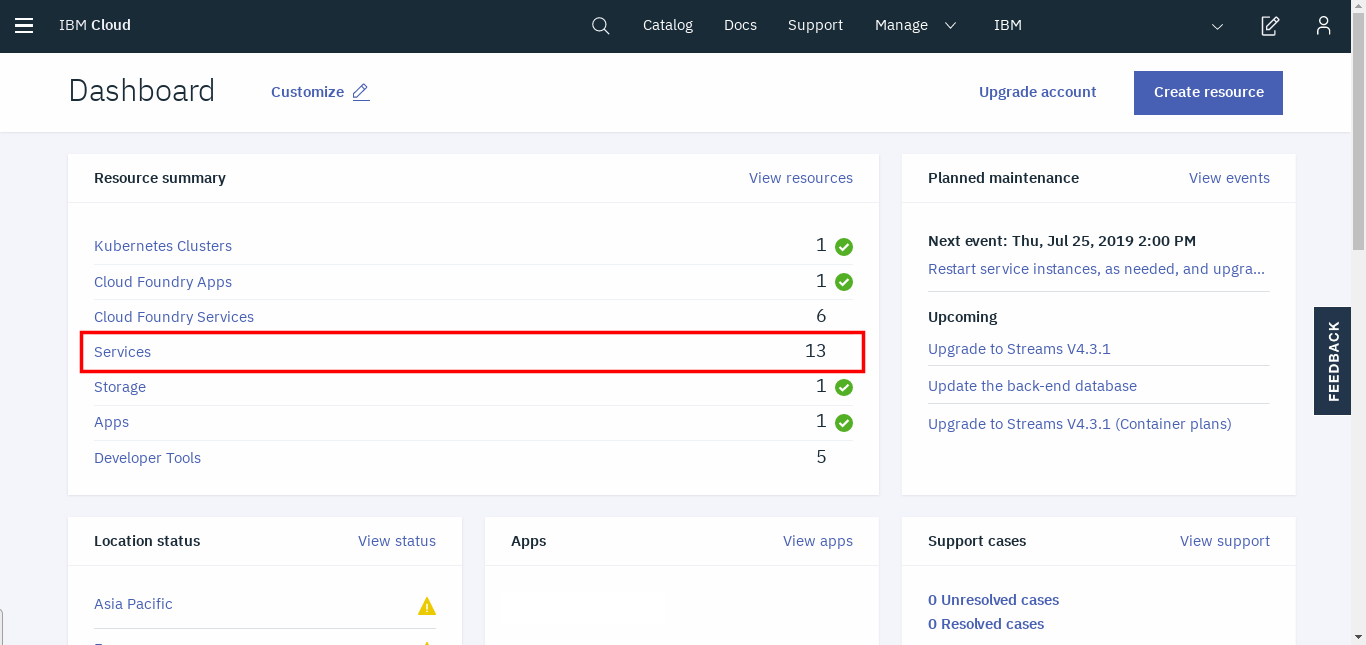 IBM Cloud Catalog Docs Support Manage IBM
Dashboard Customize Upgrade account Create resource
Resource summary View resources
Kubernetes Clusters 1
Cloud Foundry Apps 1
Cloud Foundry Services 6
Services 13
Storage 1
Apps 1
Developer Tools 5
Planned maintenance View events
Next event: Thu, Jul 25, 2019 2:00 PM
Restart service instances, as needed, and upgra...
Upcoming
Upgrade to Streams V4.3.1
Update the back-end database
Upgrade to Streams V4.3.1 (Container plans)
FEEDBACK
Location status View status
Asia Pacific
Apps View apps
Support cases View support
0 Unresolved cases
0 Resolved cases